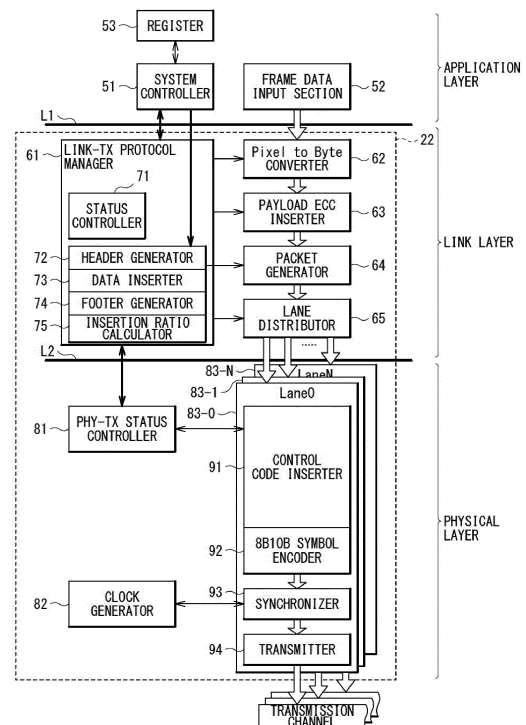 53
REGISTER
51
SYSTEM
CONTROLLER
FRAME DATA
INPUT SECTION
52
APPLICATION
LAYER
L1
22
61
LINK-TX PROTOCOL
MANAGER
71
STATUS
CONTROLLER
72
HEADER GENERATOR
73
DATA INSERTER
74
FOOTER GENERATOR
75
INSERTION RATIO
CALCULATOR
Pixel to Byte
CONVERTER
62
PAYLOAD ECC
INSERTER
63
PACKET
GENERATOR
64
LANE
DISTRIBUTOR
65
LINK LAYER
L2
83-N
LaneN
83-1
83-0
Lane0
81
PHY-TX STATUS
CONTROLLER
91
CONTROL
CODE INSERTER
92
8B10B SYMBOL
ENCODER
82
CLOCK
GENERATOR
93
SYNCHRONIZER
94
TRANSMITTER
PHYSICAL
LAYER
TRANSMISSION
CHANNEL